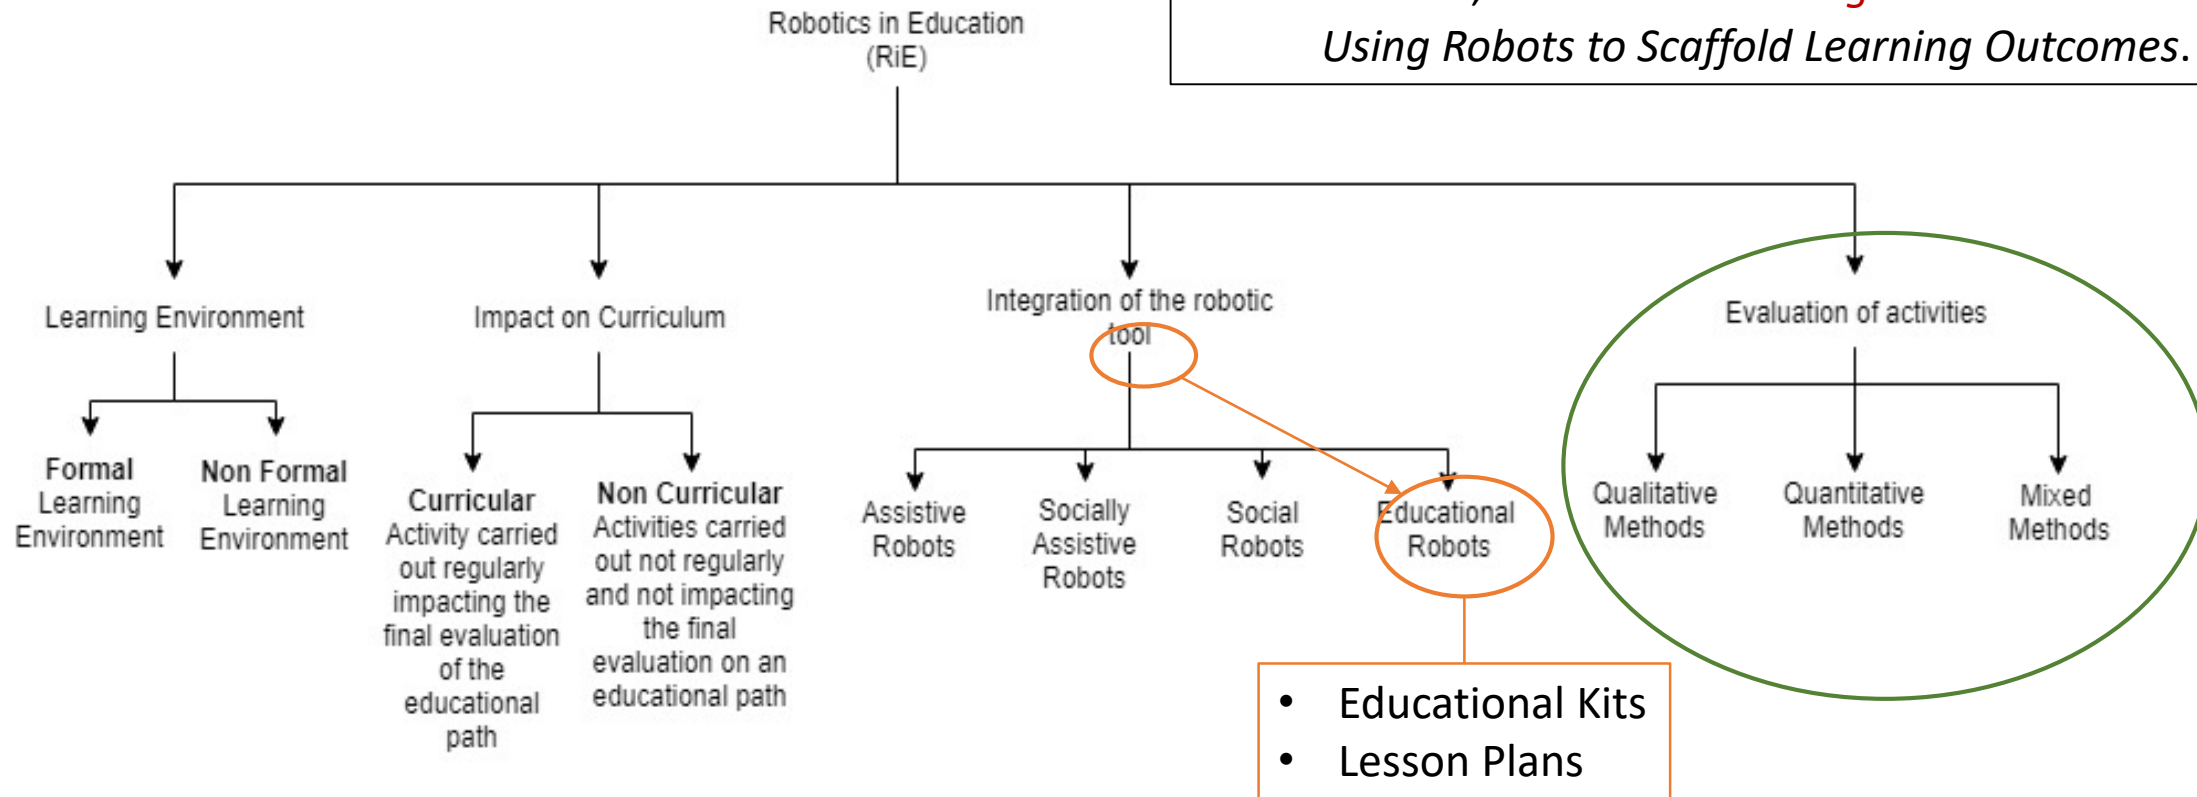 Using Robots to Scaffold Learning Outcomes.
Robotics in Education
(RiE)
Learning Environment
Formal
Learning
Environment
Non Formal
Learning
Environment
Impact on Curriculum
Curricular
Activity carried
out regularly
impacting the
final evaluation
of the
educational
path
Non Curricular
Activities carried
out not regularly
and not impacting
the final
evaluation on an
educational path
Integration of the robotic
tool
Assistive
Robots
Socially
Assistive
Robots
Social
Robots
Educational
Robots
• Educational Kits
• Lesson Plans
Evaluation of activities
Qualitative
Methods
Quantitative
Methods
Mixed
Methods